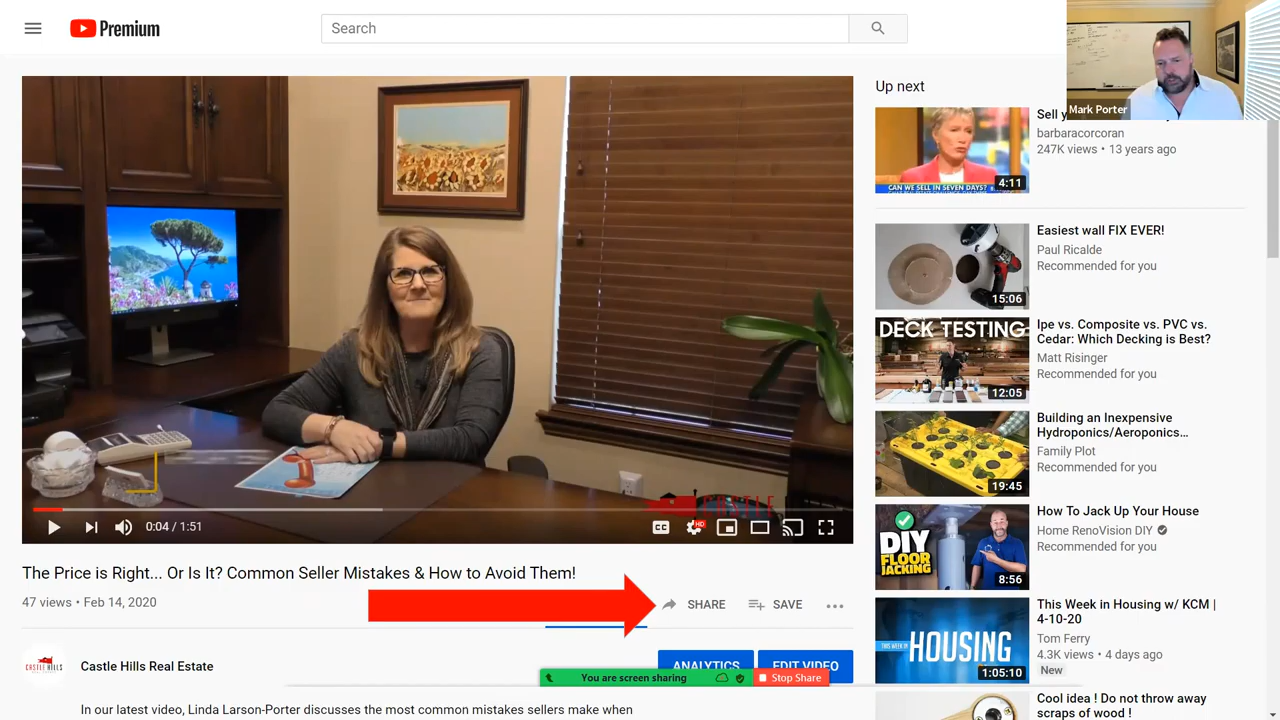 Premium
Search
Mark Porter
Up next
Sell y
barbaracorcoran
247K views • 13 years ago
CAN WE SELL IN SEVEN DAYS?
4:11
Easiest wall FIX EVER!
Paul Ricalde
Recommended for you
15:06
DECK TESTING
Ipe vs. Composite vs. PVC vs.
Cedar: Which Decking is Best?
Matt Risinger
Recommended for you
12:05
Building an Inexpensive
Hydroponics/Aeroponics...
Family Plot
Recommended for you
19:45
How To Jack Up Your House
Home RenoVision DIY
Recommended for you
DIY
FLOOR
JACKING
8:56
This Week in Housing w/ KCM |
4-10-20
Tom Ferry
4.3K views • 4 days ago
New
THIS WEEK IN HOUSING
1:05:10
Cool idea ! Do not throw away
scraps of wood !
CASTLE
0:04 / 1:51
CC
HD
The Price is Right... Or Is It? Common Seller Mistakes & How to Avoid Them!
47 views • Feb 14, 2020
SHARE
SAVE
CASTLE HILLS
Castle Hills Real Estate
ANALYTICS
EDIT VIDEO
You are screen sharing
Stop Share
In our latest video, Linda Larson-Porter discusses the most common mistakes sellers make when